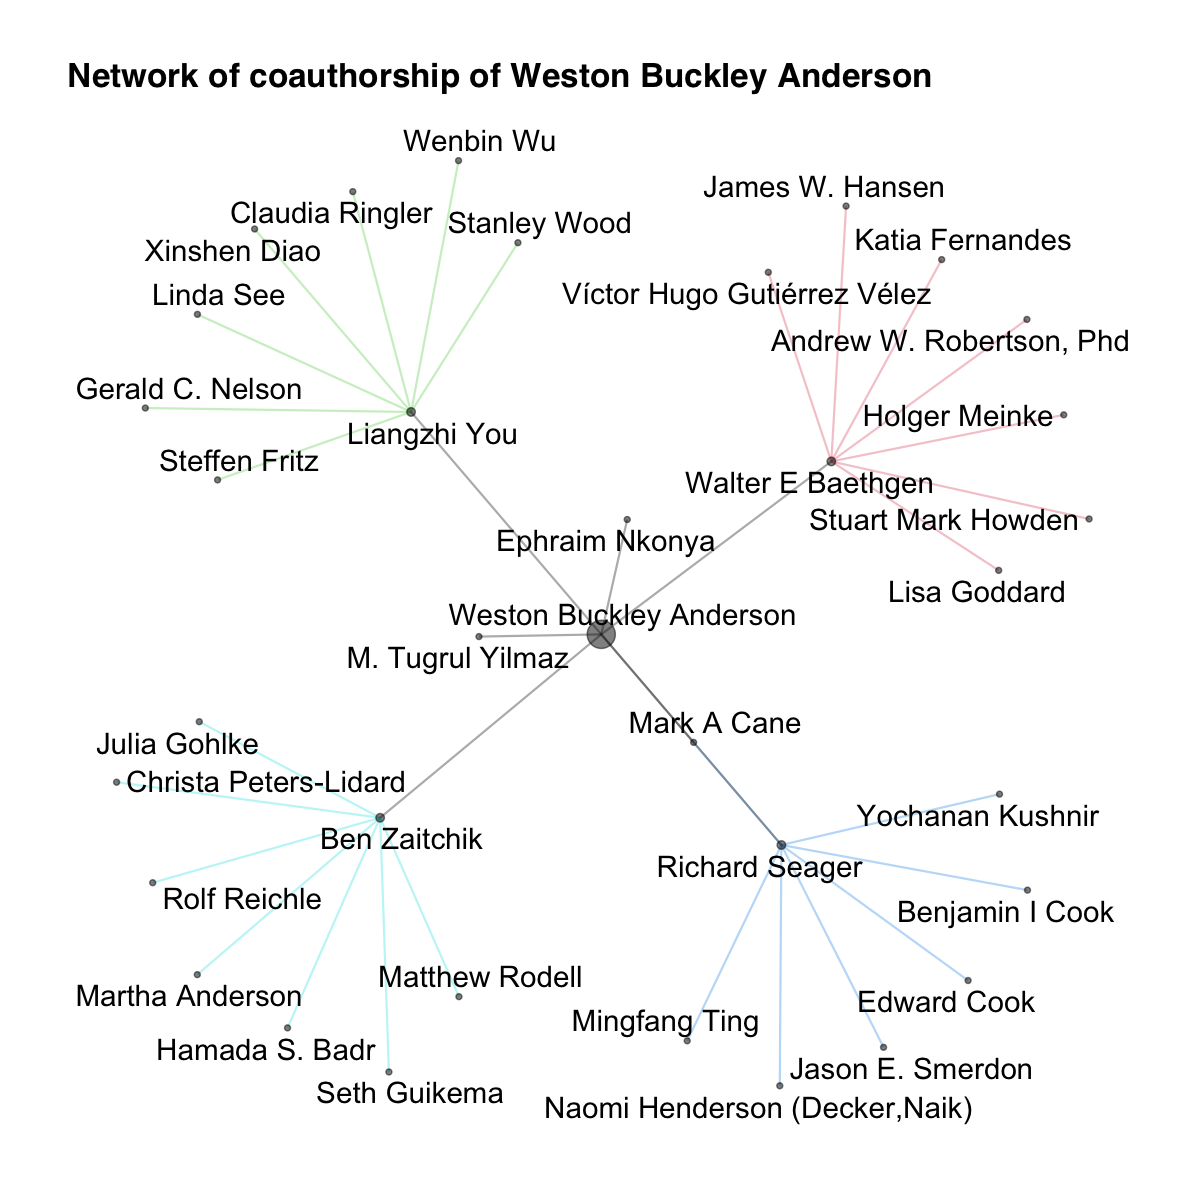 Network of coauthorship of Weston Buckley Anderson
Wenbin Wu
James W. Hansen
Claudia Ringler
Stanley Wood
Katia Fernandes
Xinshen Diao
Linda See
Víctor Hugo Gutiérrez Vélez
Andrew W. Robertson, Phd
Gerald C. Nelson
Holger Meinke
Liangzhi You
Steffen Fritz
Walter E Baethgen
Stuart Mark Howden
Ephraim Nkonya
Lisa Goddard
Weston Buckley Anderson
M. Tugrul Yilmaz
Mark A Cane
Julia Gohlke
Christa Peters-Lidard
Yochanan Kushnir
Ben Zaitchik
Richard Seager
Rolf Reichle
Benjamin I Cook
Matthew Rodell
Martha Anderson
Edward Cook
Mingfang Ting
Hamada S. Badr
Jason E. Smerdon
Seth Guikema
Naomi Henderson (Decker,Naik)